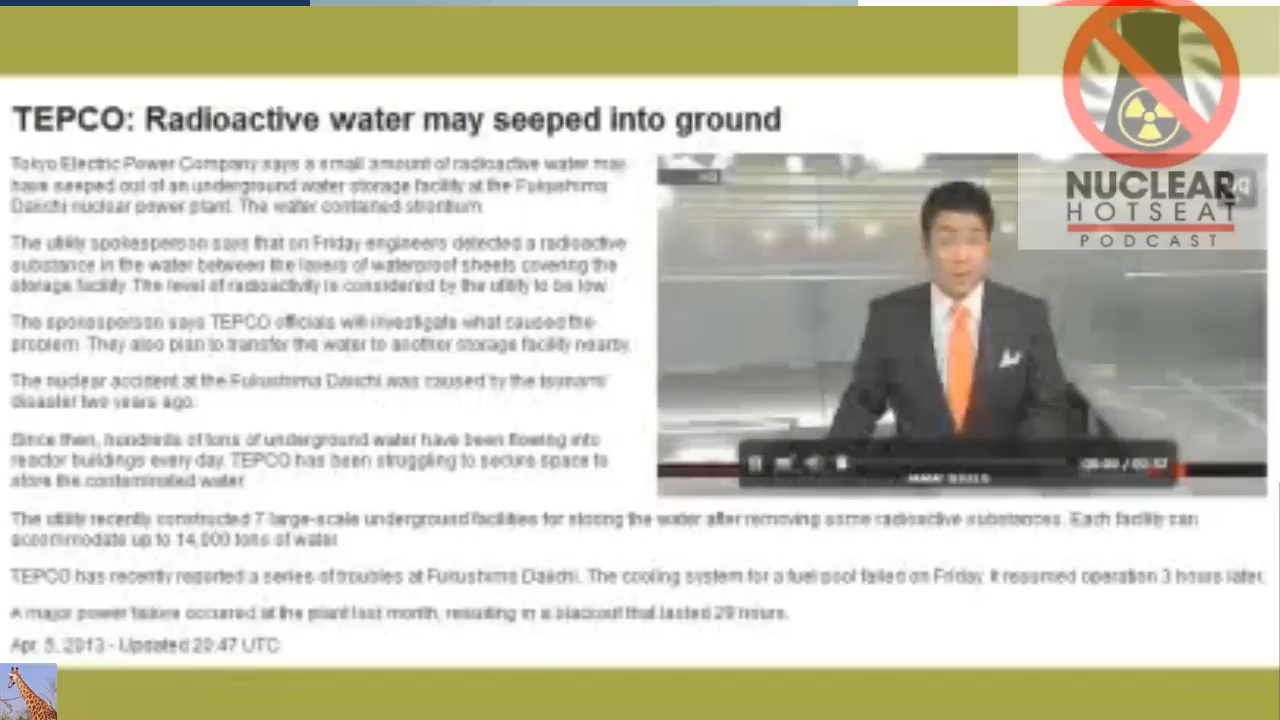 TEPCO: Radioactive water may seeped into ground
Tokyo Electric Power Company says a small amount of radioactive water may
have seeped out of an underground water storage facility at the Fukushima
Daiichi nuclear power plant. The water contained strontium.
The utility spokesperson says that on Friday engineers detected a radioactive
substance in the water between the layers of waterproof sheets covering the
storage facility. The level of radioactivity is considered by the utility to be low.
The spokesperson says TEPCO officials will investigate what caused the
problem. They also plan to transfer the water to another storage facility nearby.
The nuclear accident at the Fukushima Daiichi was caused by the tsunami
disaster two years ago.
Since then, hundreds of tons of underground water have been flowing into
reactor buildings every day. TEPCO has been struggling to secure space to
store the contaminated water.
The utility recently constructed 7 large-scale underground facilities for storing the water after removing some radioactive substances. Each facility can
accommodate up to 14,000 tons of water.
TEPCO has recently reported a series of troubles at Fukushima Daiichi. The cooling system for a fuel pool failed on Friday. It resumed operation 3 hours later.
A major power failure occurred at the plant last month, resulting in a blackout that lasted 29 hours.
Apr. 5, 2013 - Updated 20:47 UTC
NUCLEAR
HOTSEAT
PODCAST